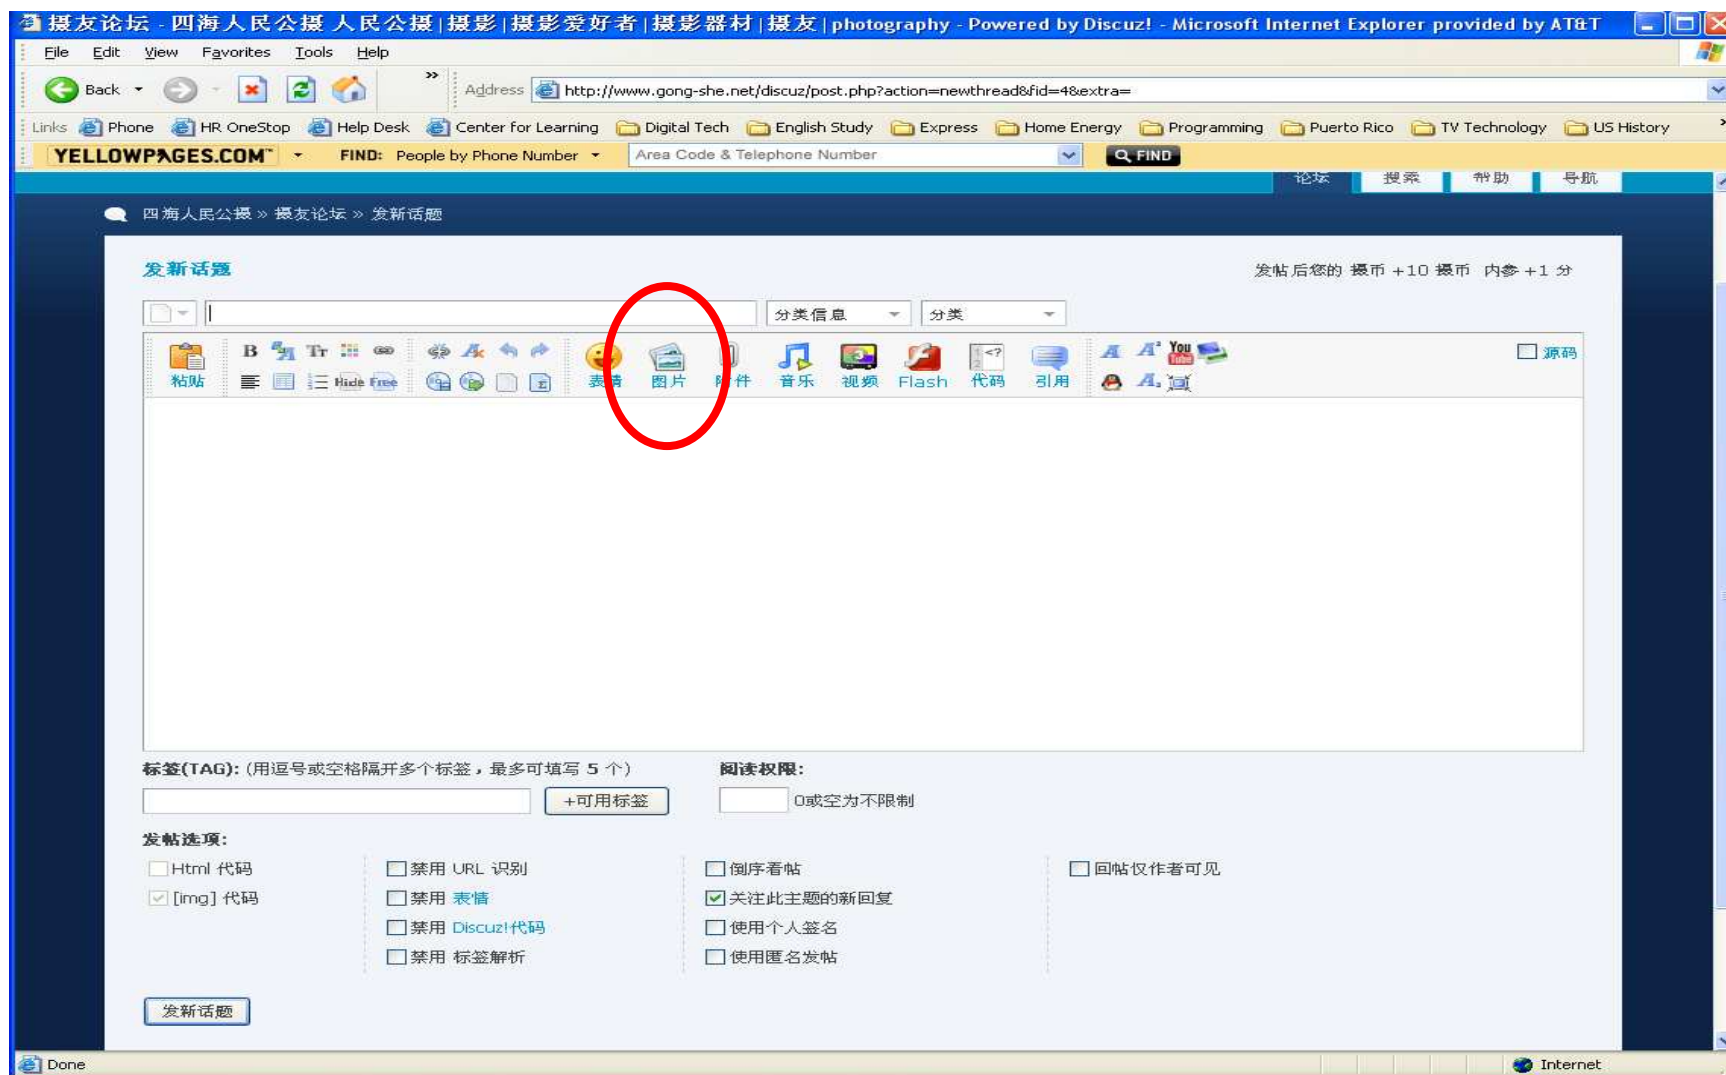 摄友论坛 - 四海人民公摄 人民公摄|摄影|摄影爱好者|摄影器材|摄友|photography - Powered by Discuz! - Microsoft Internet Explorer provided by AT&T
File Edit View Favorites Tools Help
Back » Address http://www.gong-she.net/discuz/post.php?action=newthread&fid=4&extra=
Links Phone HR OneStop Help Desk Center for Learning Digital Tech English Study Express Home Energy Programming Puerto Rico TV Technology US History »
YELLOWPAGES.COM FIND: People by Phone Number Area Code & Telephone Number FIND
论坛 搜索 帮助 导航
四海人民公摄 » 摄友论坛 » 发新话题
发新话题 发帖后您的 摄币 +10 摄币 内参 +1 分
分类信息 分类
B Tr A You Tube 源码
粘贴 Hide Free 表情 图片 附件 音乐 视频 Flash 代码 引用
标签(TAG): (用逗号或空格隔开多个标签，最多可填写 5 个) 阅读权限:
+可用标签 0或空为不限制
发帖选项:
Html 代码 禁用 URL 识别 倒序看帖 回帖仅作者可见
[img] 代码 禁用 表情 关注此主题的新回复
禁用 Discuz!代码 使用个人签名
禁用 标签解析 使用匿名发帖
发新话题
Done Internet